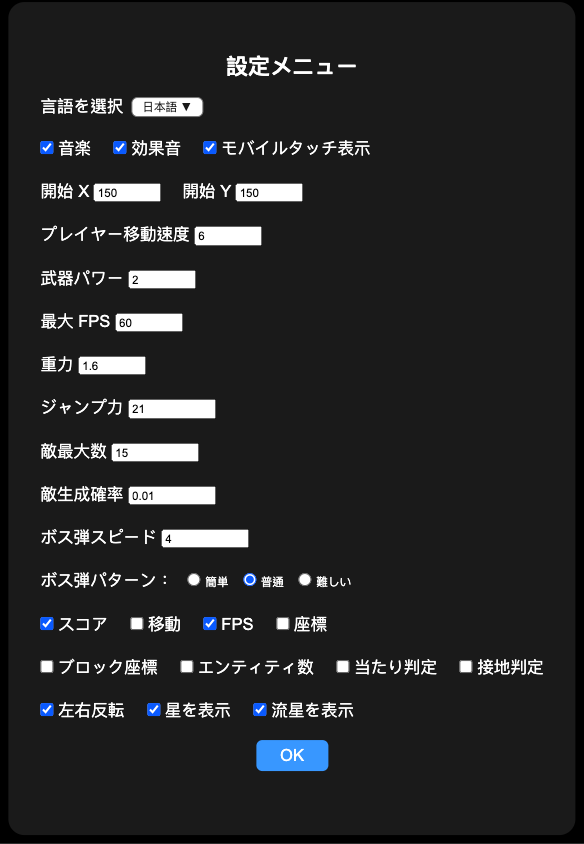 設定メニュー
言語を選択 日本語 ▼
音楽 効果音 モバイルタッチ表示
開始 X 150 開始 Y 150
プレイヤー移動速度 6
武器パワー 2
最大 FPS 60
重力 1.6
ジャンプ力 21
敵最大数 15
敵生成確率 0.01
ボス弾スピード 4
ボス弾パターン： 簡単 普通 難しい
スコア 移動 FPS 座標
ブロック座標 エンティティ数 当たり判定 接地判定
左右反転 星を表示 流星を表示
OK